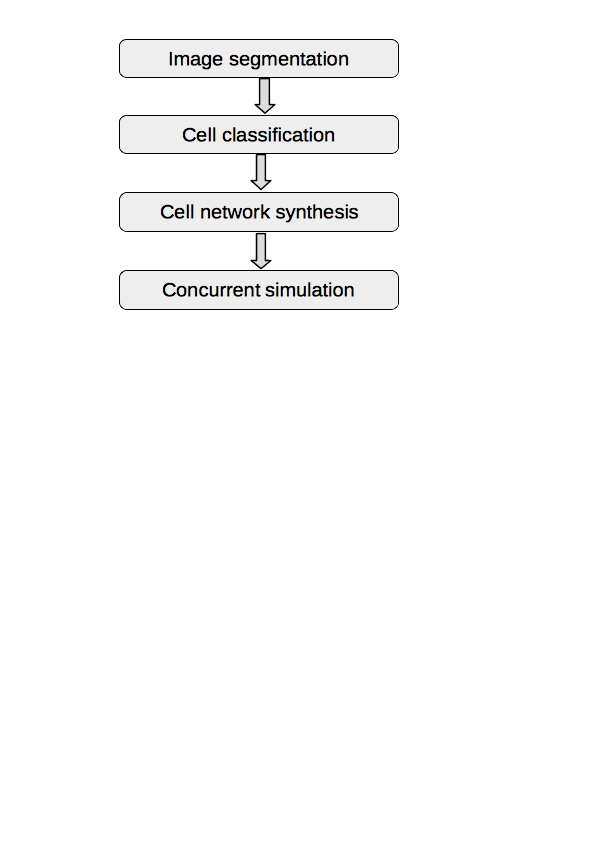 Image segmentation
Cell classification
Cell network synthesis
Concurrent simulation